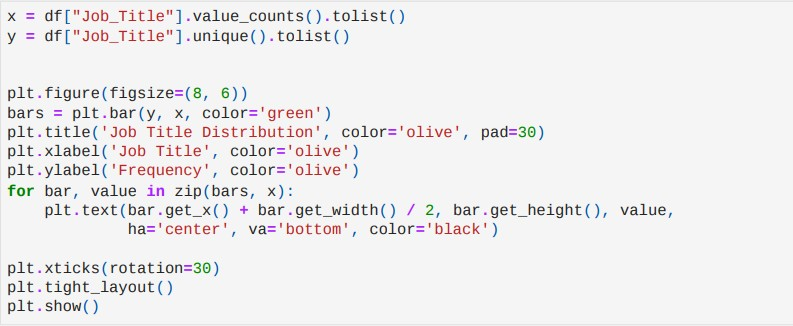 x = df["Job_Title"].value_counts().tolist()
y = df["Job_Title"].unique().tolist()
plt.figure(figsize=(8, 6))
bars = plt.bar(y, x, color='green')
plt.title('Job Title Distribution', color='olive', pad=30)
plt.xlabel('Job Title', color='olive')
plt.ylabel('Frequency', color='olive')
for bar, value in zip(bars, x):
    plt.text(bar.get_x() + bar.get_width() / 2, bar.get_height(), value,
             ha='center', va='bottom', color='black')
plt.xticks(rotation=30)
plt.tight_layout()
plt.show()